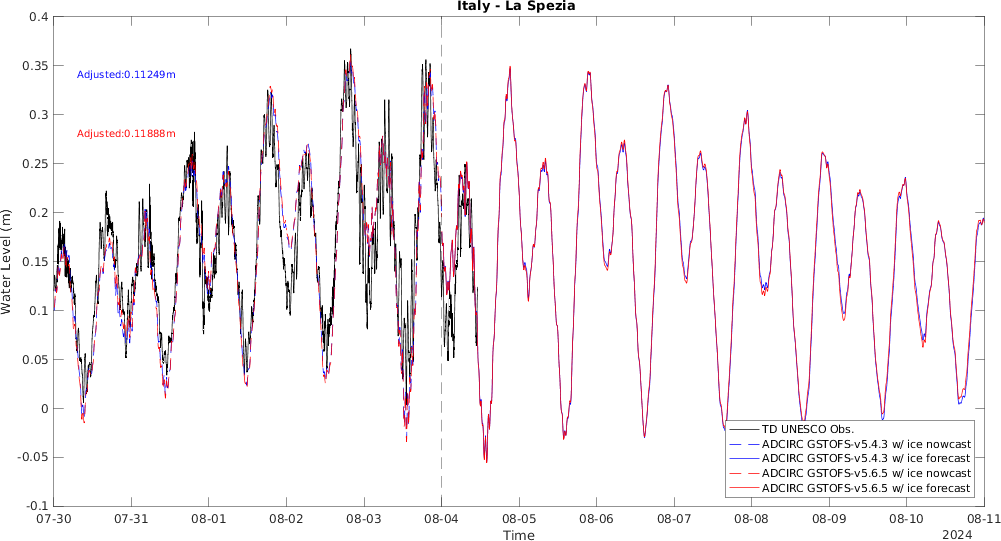 Italy - La Spezia
0.4
0.35
0.3
0.25
0.2
0.15
0.1
0.05
0
-0.05
-0.1
Water Level (m)
Adjusted:0.11249m
Adjusted:0.11888m
TD UNESCO Obs.
ADCIRC GSTOFS-v5.4.3 w/ ice nowcast
ADCIRC GSTOFS-v5.4.3 w/ ice forecast
ADCIRC GSTOFS-v5.6.5 w/ ice nowcast
ADCIRC GSTOFS-v5.6.5 w/ ice forecast
07-30 07-31 08-01 08-02 08-03 08-04 08-05 08-06 08-07 08-08 08-09 08-10 08-11
Time
2024